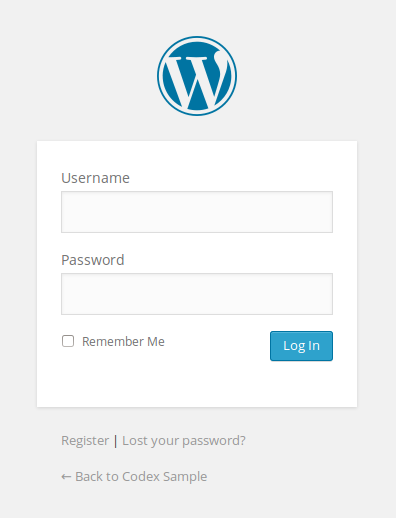 Username
Password
Remember Me
Log In
Register | Lost your password?
← Back to Codex Sample